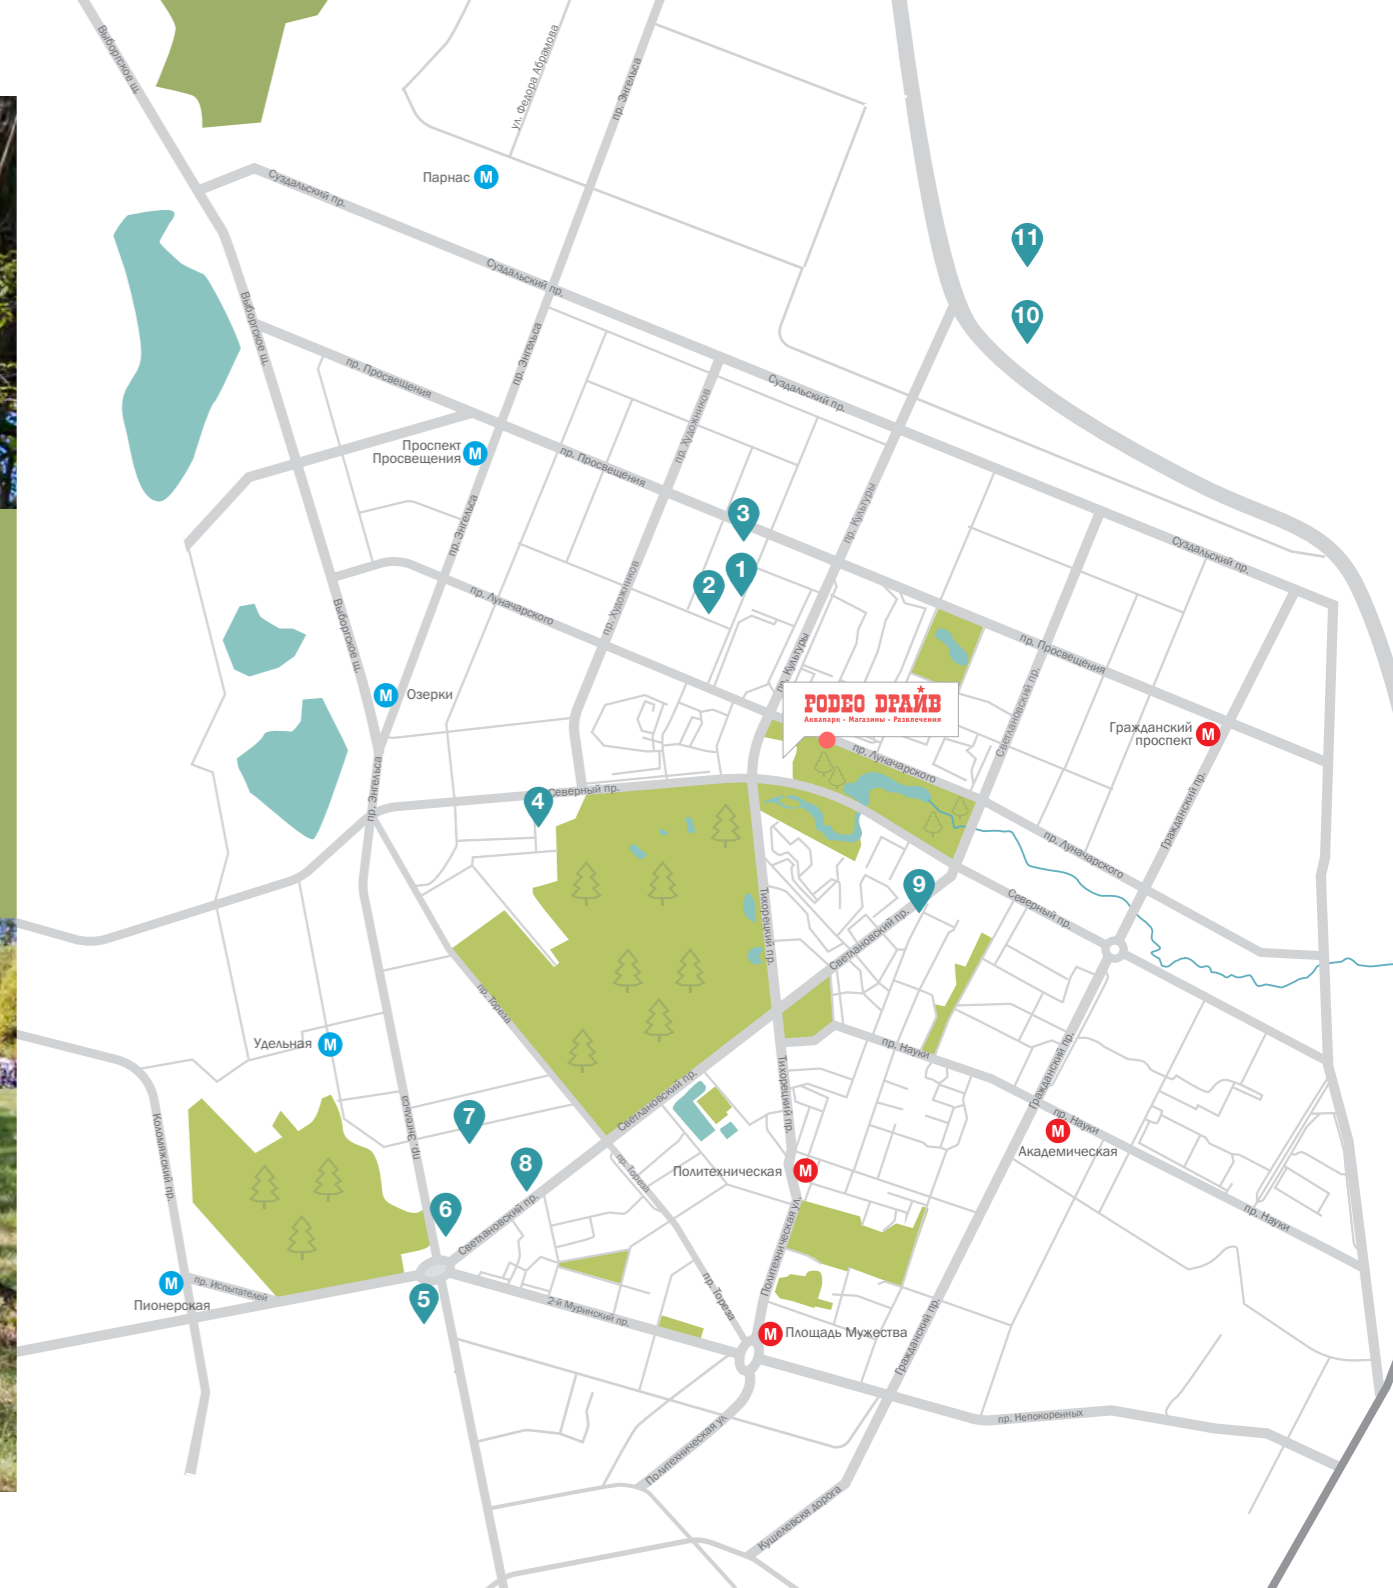 Выборгское ш.
ул. Федора Абрамова
пр. Энгельса
Парнас
М
Суздальский пр.
11
Суздальский пр.
Выборгское ш.
10
пр. Энгельса
пр. Просвещения
Суздальский пр.
пр. Художников
Проспект
Просвещения
М
пр. Просвещения
пр. Энгельса
пр. Культуры
3
Суздальский пр.
1
2
пр. Луначарского
пр. Художников
Выборгское ш.
пр. Культуры
пр. Просвещения
М
Озерки
РОDЕО DРАЙВ
Аквапарк • Магазины • Развлечения
Светлановский пр.
Гражданский
проспект
М
пр. Луначарского
пр. Энгельса
Северный пр.
4
Гражданский пр.
пр. Луначарского
9
Северный пр.
Тихорецкий пр.
Светлановский пр.
пр. Тореза
Удельная
М
пр. Науки
Гражданский пр.
Тихорецкий пр.
Светлановский пр.
пр. Энгельса
7
Коломяжский пр.
пр. Науки
М
Академическая
8
пр. Тореза
Политехническая
М
6
Светлановский пр.
пр. Науки
Политехническая ул.
М
Пионерская
пр. Испытателей
5
2-й Муринский пр.
пр. Тореза
М
Площадь Мужества
Гражданский пр.
пр. Непокоренных
Политехническая ул.
Кушелевскя дорога